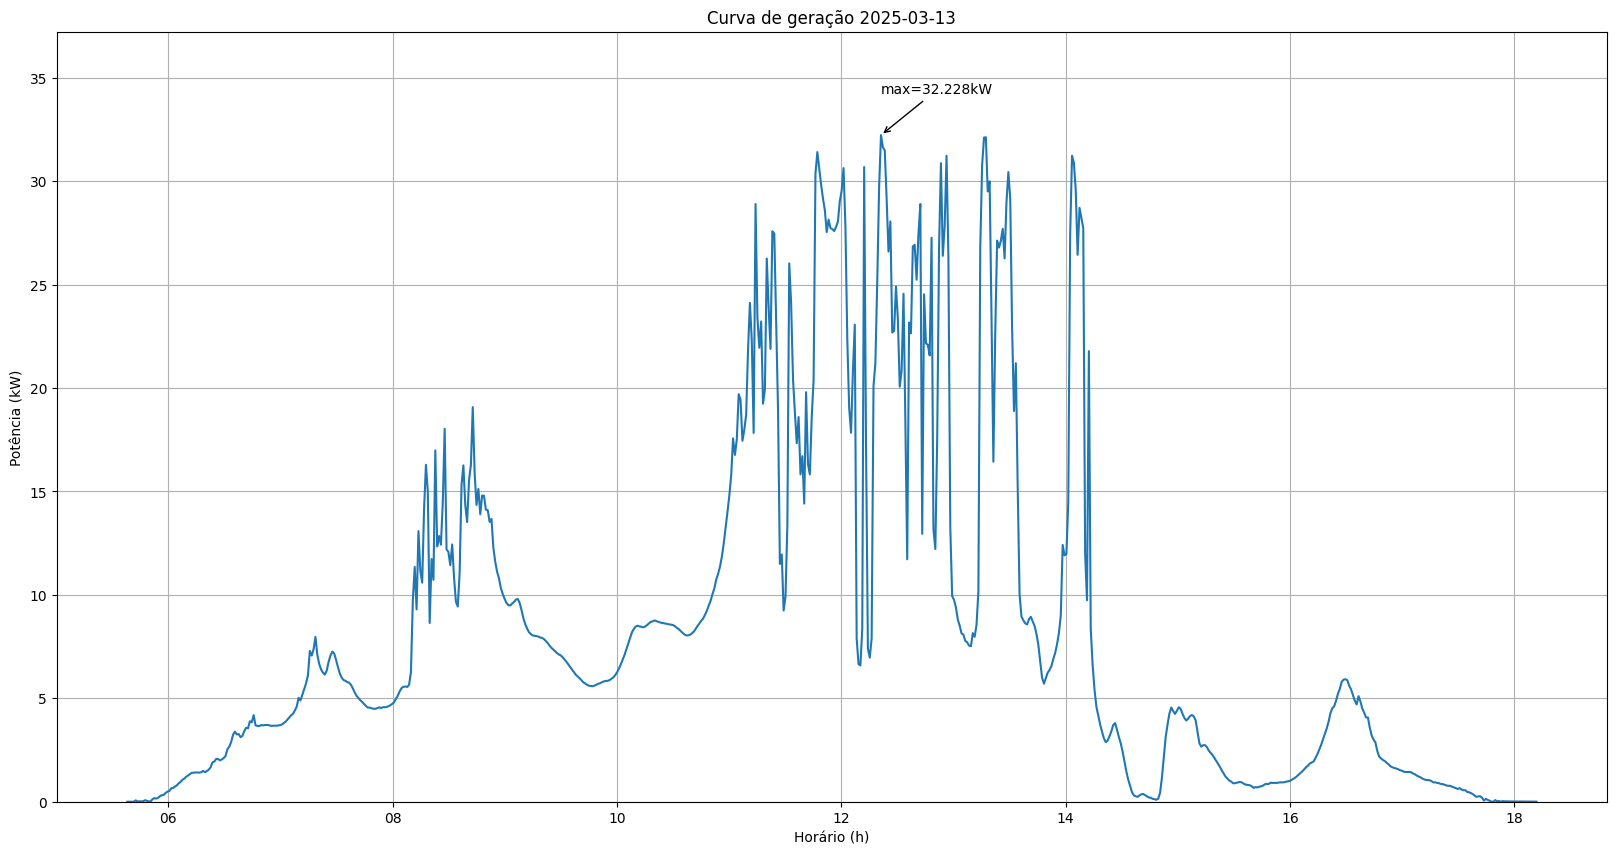 Curva de geração 2025-03-13
max=32.228kW
35
30
25
20
15
10
5
0
Potência (kW)
06 08 10 12 14 16 18
Horário (h)